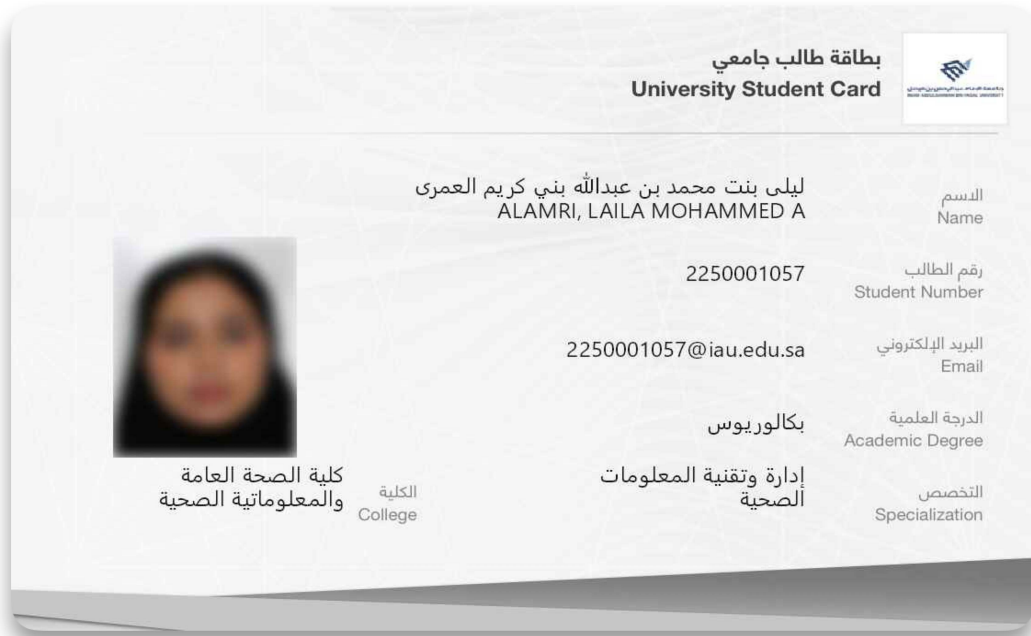 بطاقة طالب جامعي
University Student Card
الاسم
Name
ليلى بنت محمد بن عبدالله بني كريم العمرى
ALAMRI, LAILA MOHAMMED A
رقم الطالب
Student Number
2250001057
البريد الإلكتروني
Email
2250001057@iau.edu.sa
الدرجة العلمية
Academic Degree
بكالوريوس
التخصص
Specialization
إدارة وتقنية المعلومات
الصحية
الكلية
College
كلية الصحة العامة
والمعلوماتية الصحية